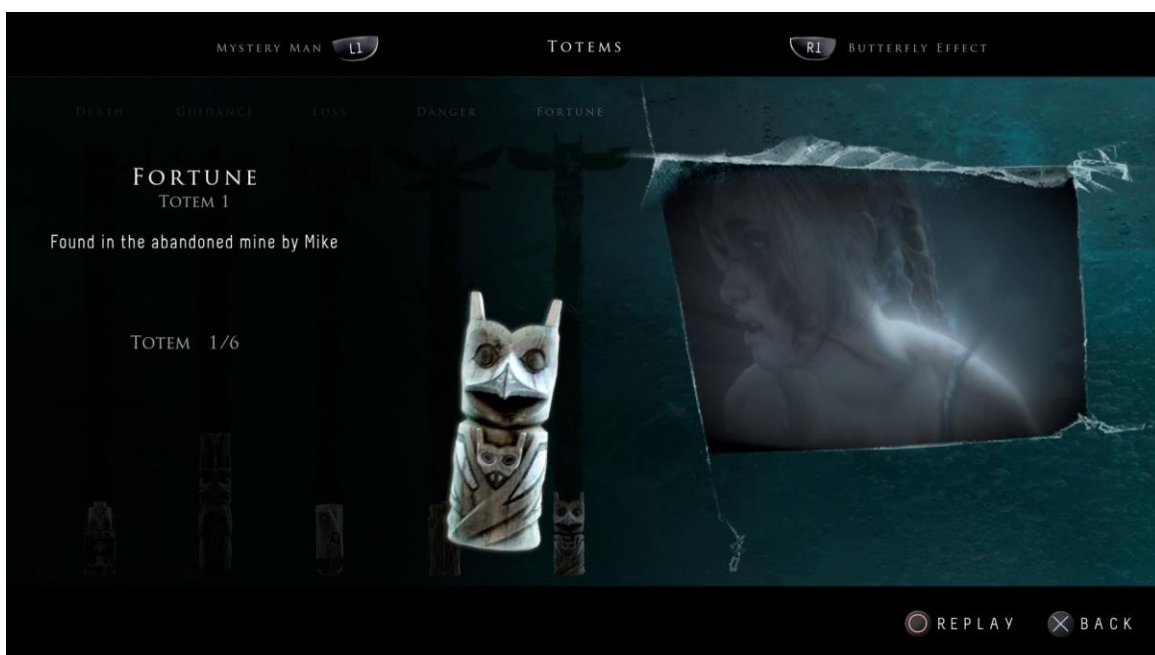 MYSTERY MAN L1 TOTEMS R1 BUTTERFLY EFFECT
DEATH GUIDANCE LOSS DANGER FORTUNE
FORTUNE
TOTEM 1
Found in the abandoned mine by Mike
TOTEM 1/6
REPLAY BACK